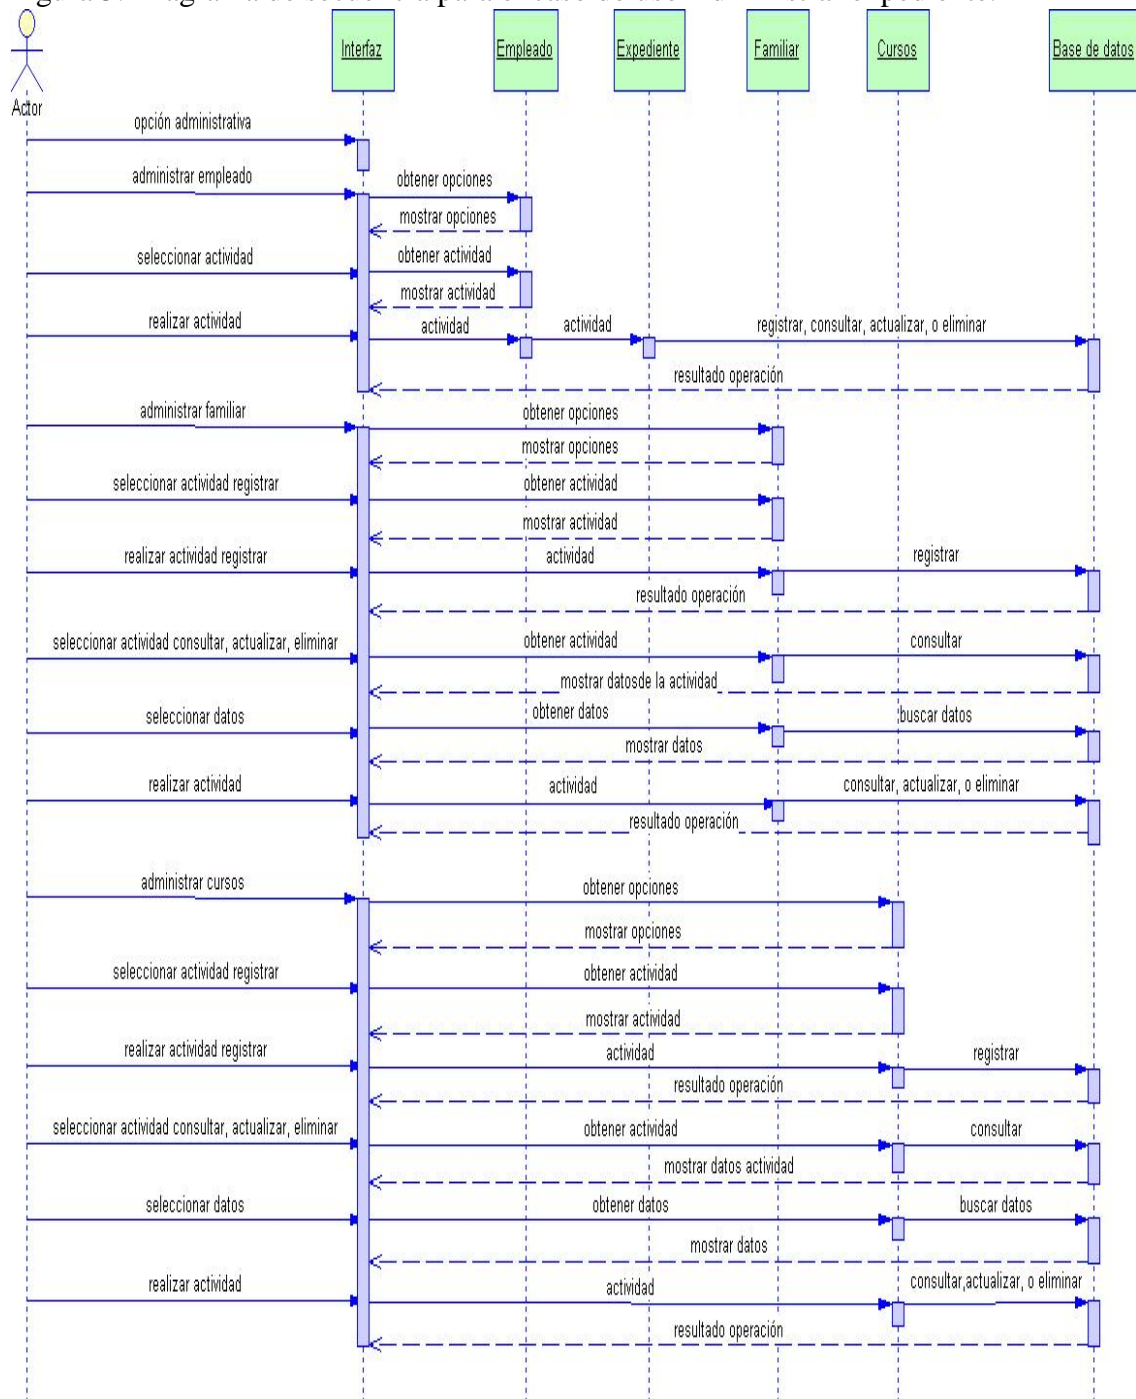 Interfaz
Empleado
Expediente
Familiar
Cursos
Base de datos
Actor
opción administrativa
administrar empleado
obtener opciones
mostrar opciones
seleccionar actividad
obtener actividad
mostrar actividad
realizar actividad
actividad
actividad
registrar, consultar, actualizar, o eliminar
resultado operación
administrar familiar
obtener opciones
mostrar opciones
seleccionar actividad registrar
obtener actividad
mostrar actividad
realizar actividad registrar
actividad
registrar
resultado operación
seleccionar actividad consultar, actualizar, eliminar
obtener actividad
consultar
mostrar datosde la actividad
seleccionar datos
obtener datos
buscar datos
mostrar datos
realizar actividad
actividad
consultar, actualizar, o eliminar
resultado operación
administrar cursos
obtener opciones
mostrar opciones
seleccionar actividad registrar
obtener actividad
mostrar actividad
realizar actividad registrar
actividad
registrar
resultado operación
seleccionar actividad consultar, actualizar, eliminar
obtener actividad
consultar
mostrar datos actividad
seleccionar datos
obtener datos
buscar datos
mostrar datos
realizar actividad
actividad
consultar,actualizar, o eliminar
resultado operación